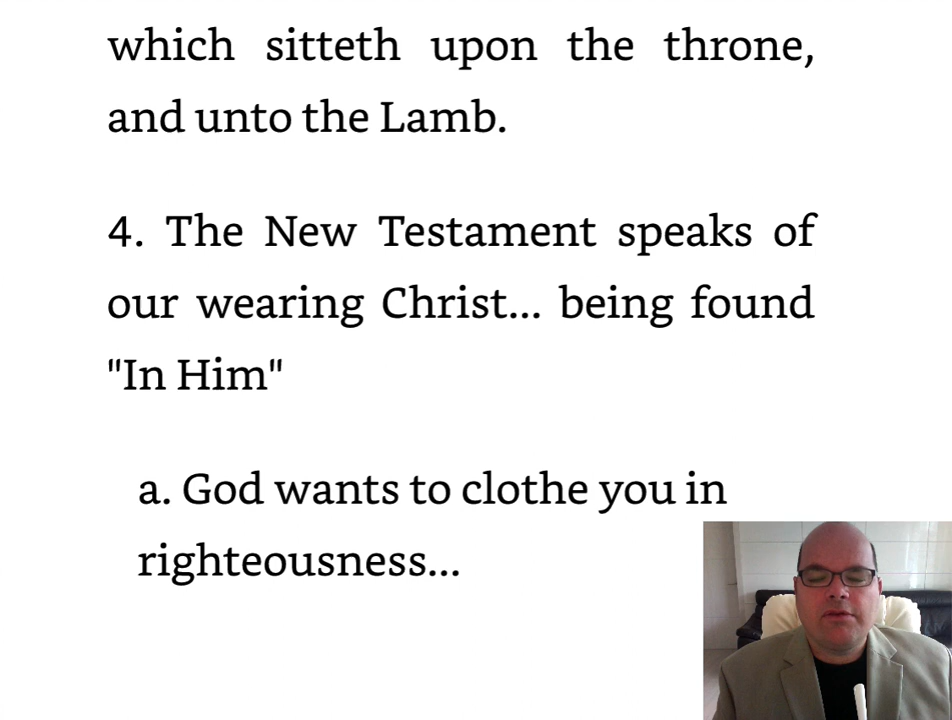 which sitteth upon the throne,
and unto the Lamb.
4. The New Testament speaks of
our wearing Christ... being found
"In Him"
a. God wants to clothe you in
righteousness...